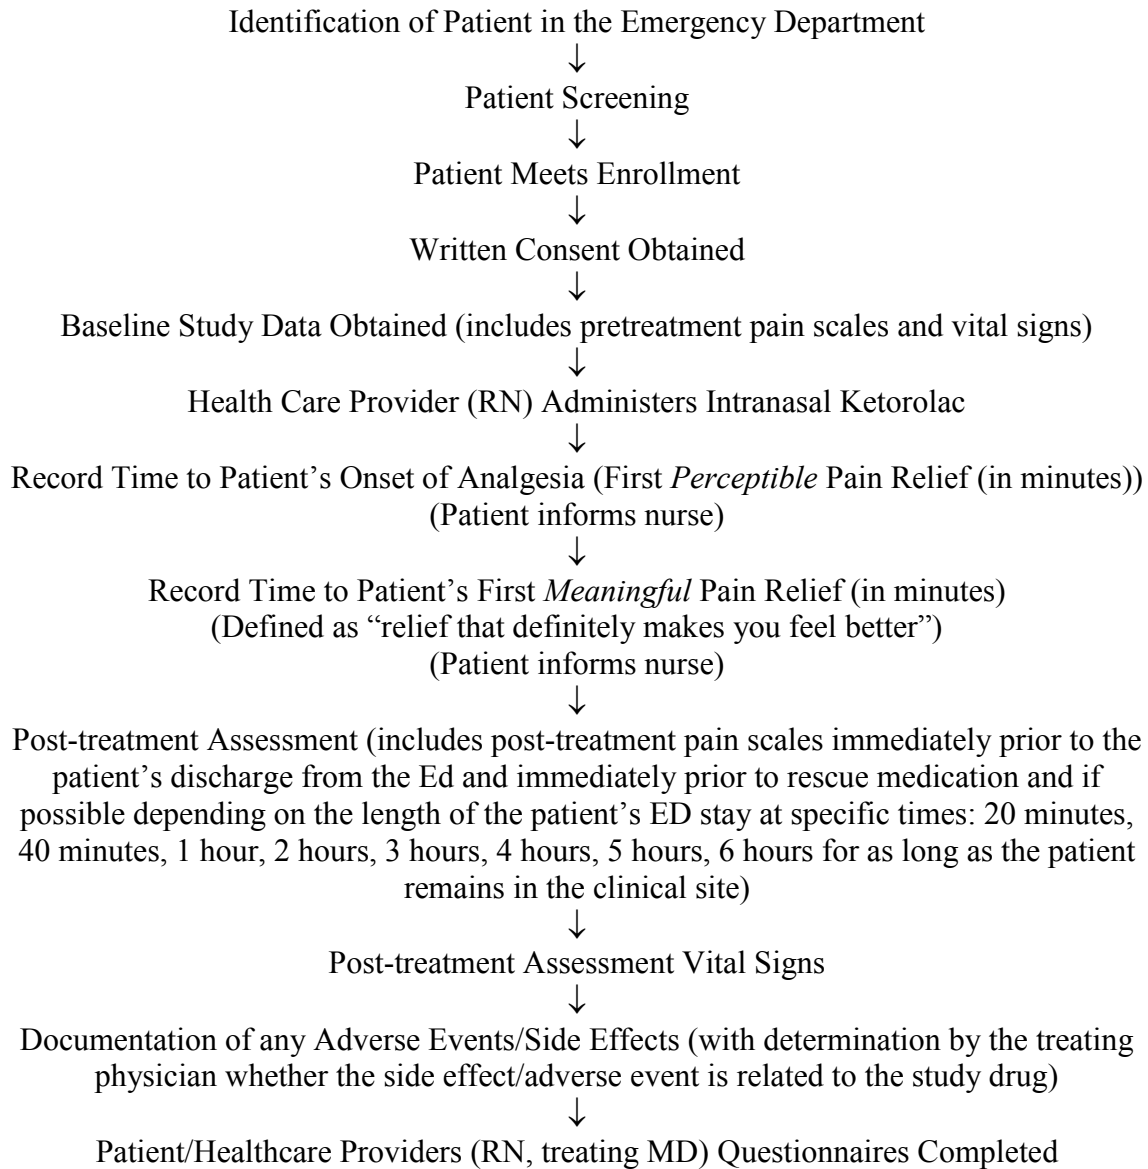 Identification of Patient in the Emergency Department
↓
Patient Screening
↓
Patient Meets Enrollment
↓
Written Consent Obtained
↓
Baseline Study Data Obtained (includes pretreatment pain scales and vital signs)
↓
Health Care Provider (RN) Administers Intranasal Ketorolac
↓
Record Time to Patient’s Onset of Analgesia (First Perceptible Pain Relief (in minutes))
(Patient informs nurse)
↓
Record Time to Patient’s First Meaningful Pain Relief (in minutes)
(Defined as “relief that definitely makes you feel better”)
(Patient informs nurse)
↓
Post-treatment Assessment (includes post-treatment pain scales immediately prior to the
patient’s discharge from the Ed and immediately prior to rescue medication and if
possible depending on the length of the patient’s ED stay at specific times: 20 minutes,
40 minutes, 1 hour, 2 hours, 3 hours, 4 hours, 5 hours, 6 hours for as long as the patient
remains in the clinical site)
↓
Post-treatment Assessment Vital Signs
↓
Documentation of any Adverse Events/Side Effects (with determination by the treating
physician whether the side effect/adverse event is related to the study drug)
↓
Patient/Healthcare Providers (RN, treating MD) Questionnaires Completed